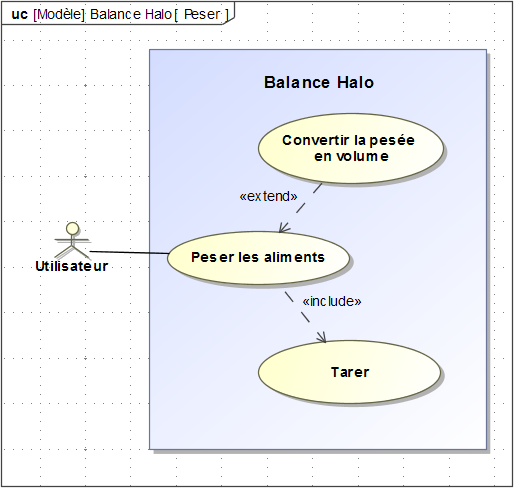 uc [Modèle] Balance Halo[ Peser ]
Balance Halo
Convertir la pesée
en volume
«extend»
Peser les aliments
Utilisateur
«include»
Tarer